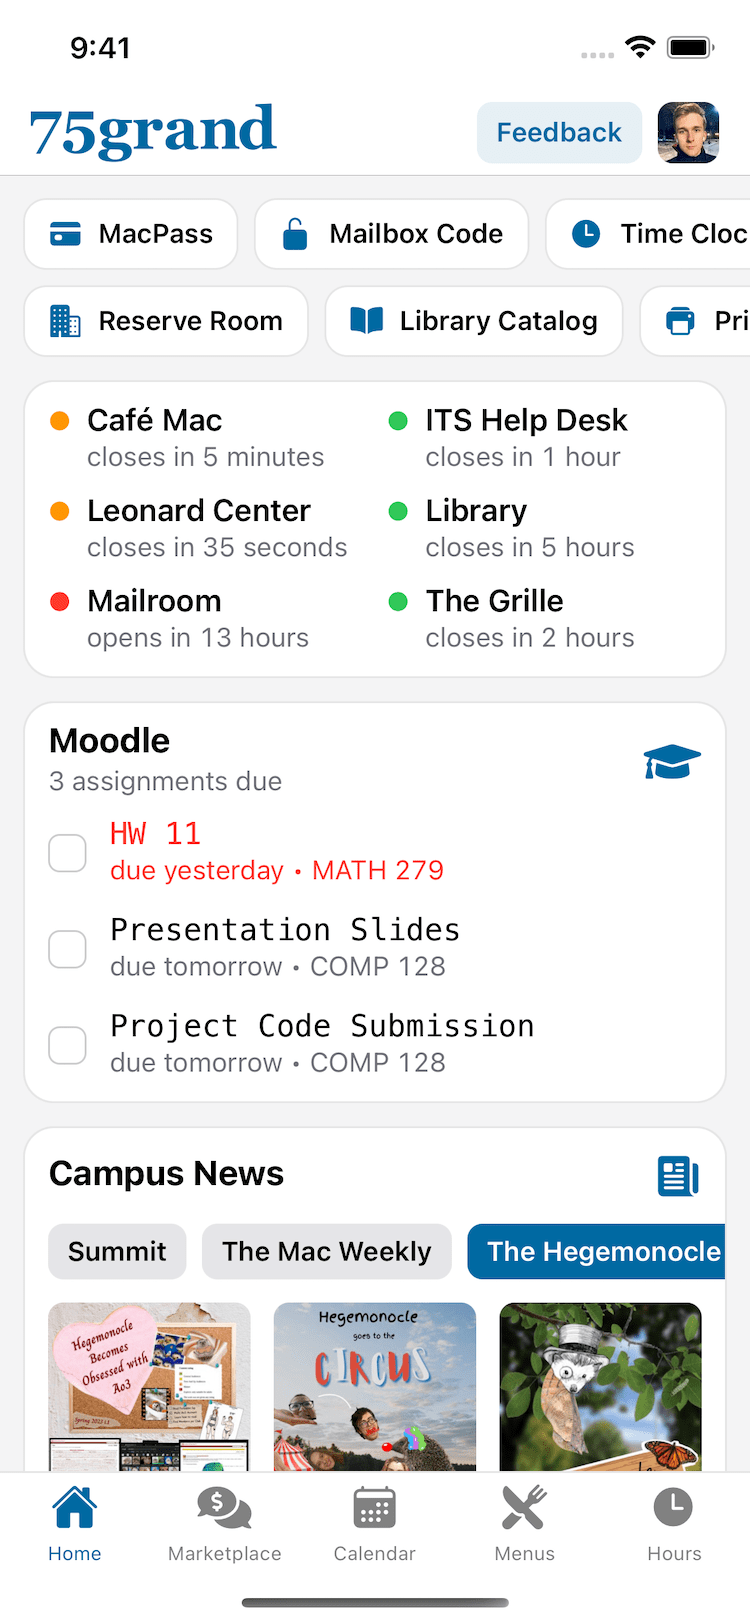 9:41
75grand
Feedback
MacPass
Mailbox Code
Time Cloc
Reserve Room
Library Catalog
Pri
Café Mac
closes in 5 minutes
ITS Help Desk
closes in 1 hour
Leonard Center
closes in 35 seconds
Library
closes in 5 hours
Mailroom
opens in 13 hours
The Grille
closes in 2 hours
Moodle
3 assignments due
HW 11
due yesterday • MATH 279
Presentation Slides
due tomorrow • COMP 128
Project Code Submission
due tomorrow • COMP 128
Campus News
Summit
The Mac Weekly
The Hegemonocle
Hegemonocle
Becomes
Obsessed with
Ao3
Spring 2023 L2
Hegemonocle
goes to the
CIRCUS
Home
Marketplace
Calendar
Menus
Hours